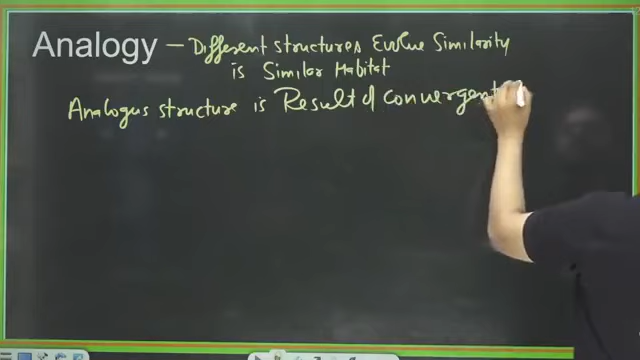 Analogy – Different structures Evolve Similarity
is Similar Habitat
Analogus structure is Result of convergent